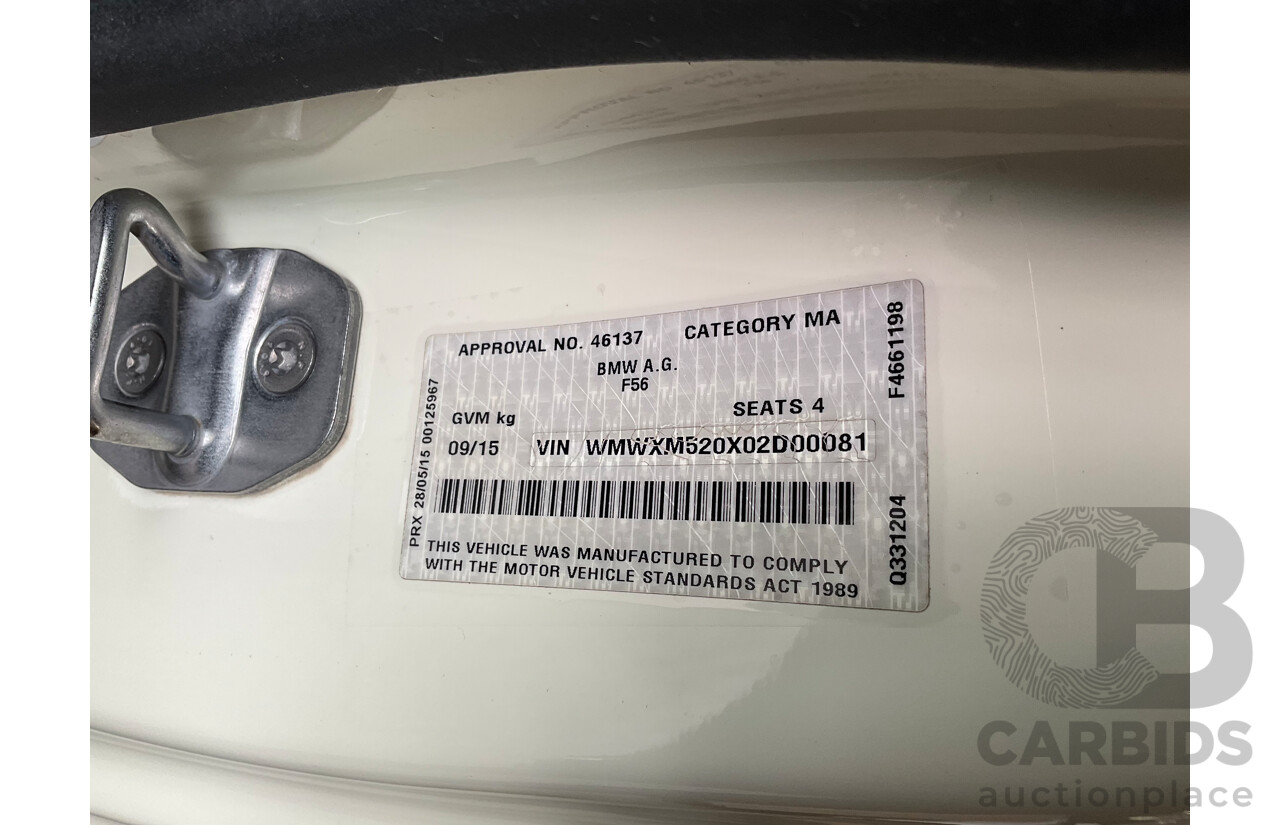 APPROVAL NO. 46137 CATEGORY MA
BMW A.G.
F56
SEATS 4
GVM kg
09/15 VIN WMWXM520X02D00081
THIS VEHICLE WAS MANUFACTURED TO COMPLY
WITH THE MOTOR VEHICLE STANDARDS ACT 1989
PRX 28/05/15 00125967
F4661198
Q331204
CB
CARBIDS
auctionplace